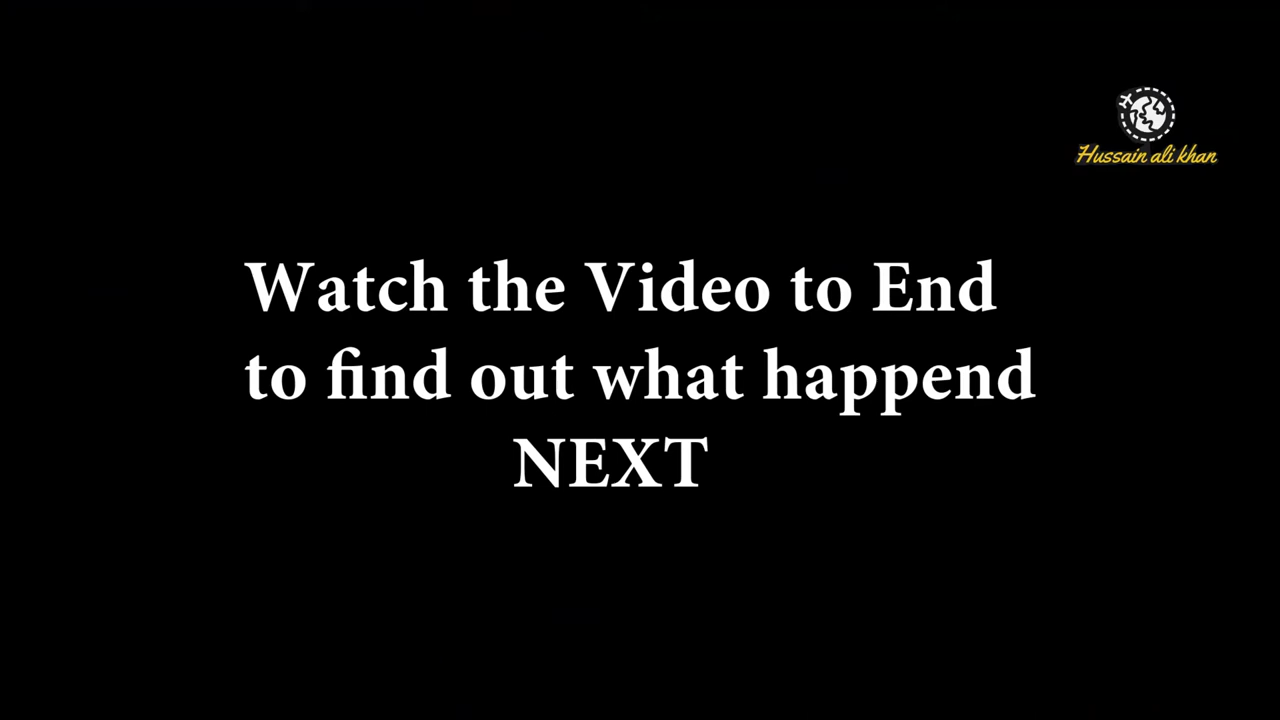 Hussain ali khan
Watch the Video to End
to find out what happend
NEXT